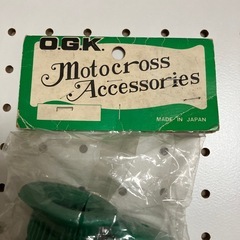 O.G.K.
Motocross
Accessories
MADE IN JAPAN